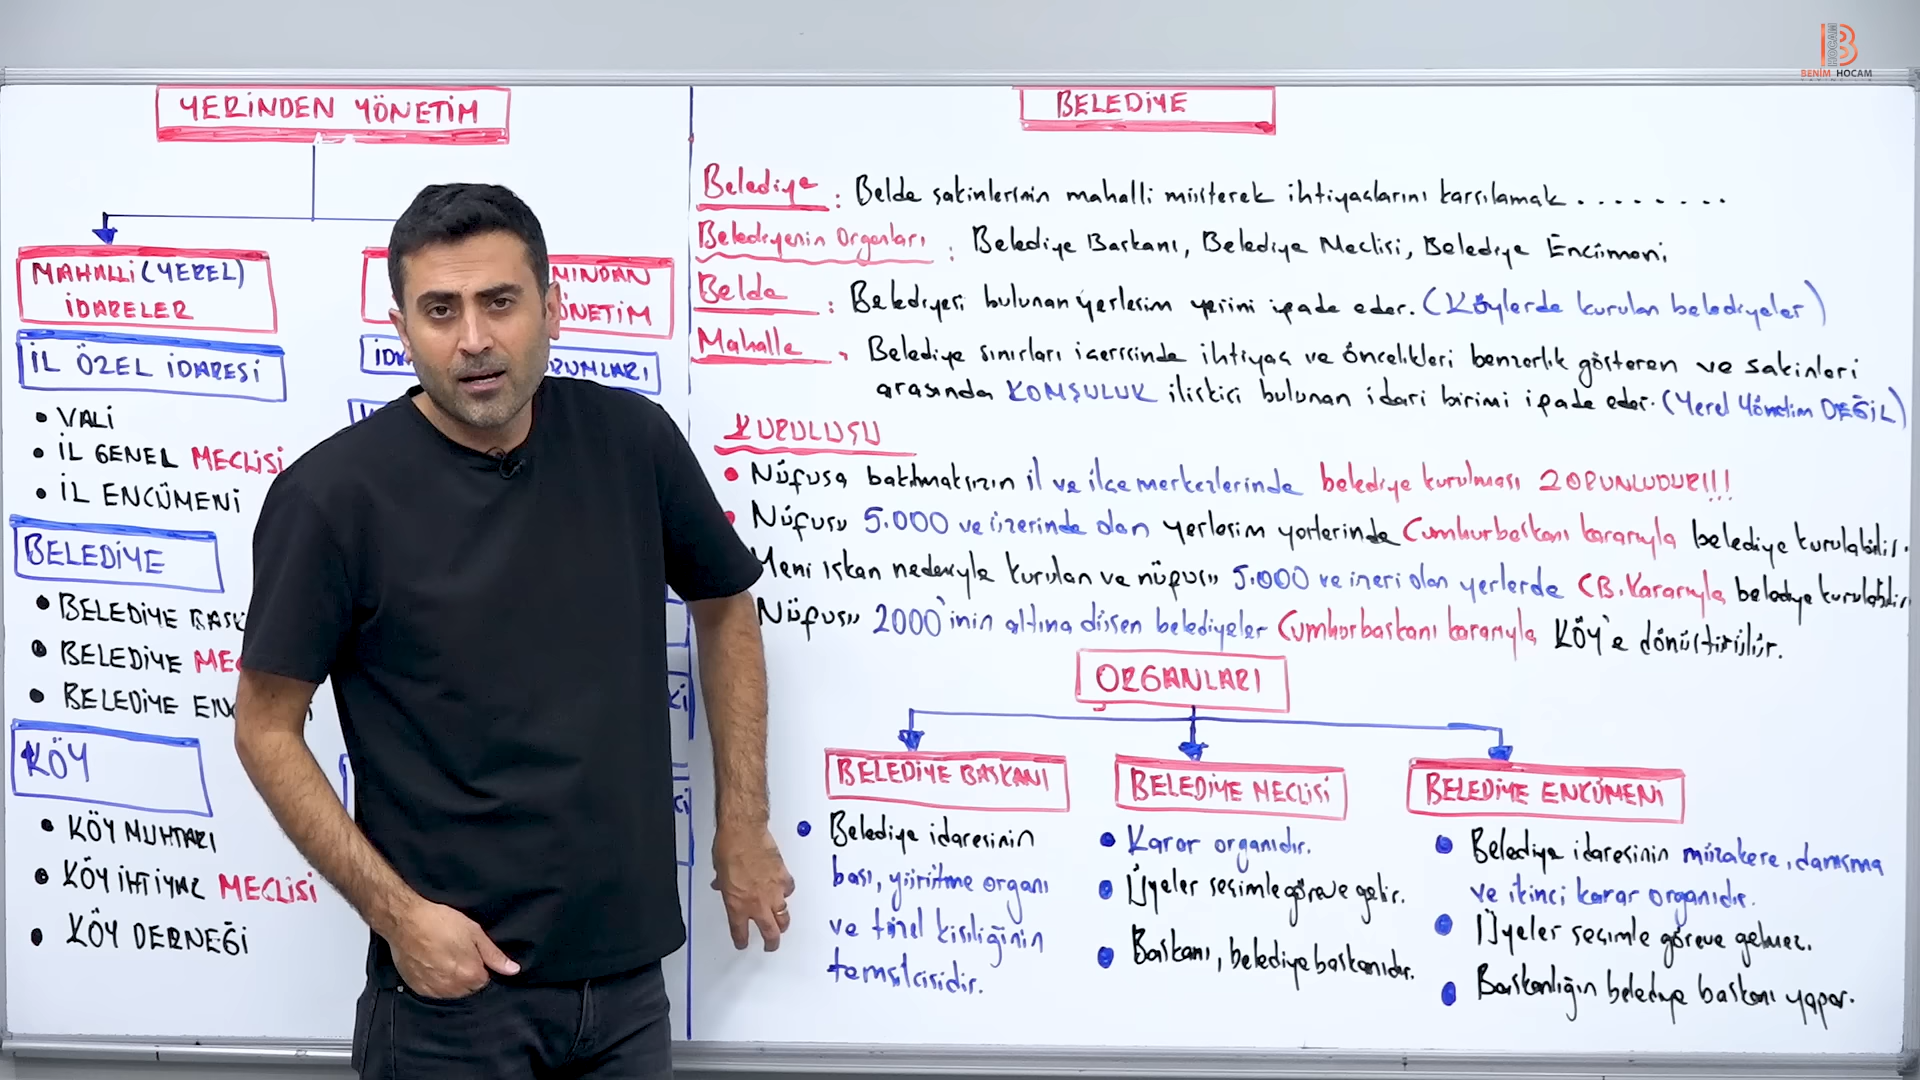 BENİM HOCAM
YERİNDEN YÖNETİM
MAHALLİ (YEREL)
İDARELER
İL ÖZEL İDARESİ
• VALİ
• İL GENEL MECLİSİ
• İL ENCÜMENİ
BELEDİYE
• BELEDİYE BAŞK
• BELEDİYE MEC
• BELEDİYE ENC
KÖY
• KÖY MUHTARI
• KÖY İHTİYAR MECLİSİ
• KÖY DERNEĞİ
MINDAN
ÖNETİM
RUMLARI
BELEDİYE
Belediye : Belde sakinlerinin mahalli müşterek ihtiyaçlarını karşılamak ........
Belediyenin Organları : Belediye Başkanı, Belediye Meclisi, Belediye Encümeni
Belde : Belediyesi bulunan yerleşim yerini ifade eder. (Köylerde kurulan belediyeler)
Mahalle : Belediye sınırları içerisinde ihtiyaç ve öncelikleri benzerlik gösteren ve sakinleri
arasında KOMŞULUK ilişkisi bulunan idari birimi ifade eder. (Yerel Yönetim DEĞİL)
KURULUŞU
• Nüfusa bakılmaksızın il ve ilçe merkezlerinde belediye kurulması ZORUNLUDUR!!!
• Nüfusu 5.000 ve üzerinde olan yerleşim yerlerinde Cumhurbaşkanı kararıyla belediye kurulabilir.
Yeni iskan nedeniyle kurulan ve nüfusu 5.000 ve üzeri olan yerlerde CB. Kararıyla belediye kurulabilir
Nüfusu 2000'inin altına düşen belediyeler Cumhurbaşkanı kararıyla KÖY'e dönüştürülür.
ORGANLARI
BELEDİYE BAŞKANI
• Belediye idaresinin
başı, yürütme organı
ve tüzel kişiliğinin
temsilcisidir.
BELEDİYE MECLİSİ
• Karar organıdır.
• Üyeler seçimle göreve gelir.
• Başkanı, belediye başkanıdır.
BELEDİYE ENCÜMENİ
• Belediye idaresinin müzakere, danışma
ve ikinci karar organıdır.
• Üyeler seçimle göreve gelmez.
• Başkanlığın belediye başkanı yapar.